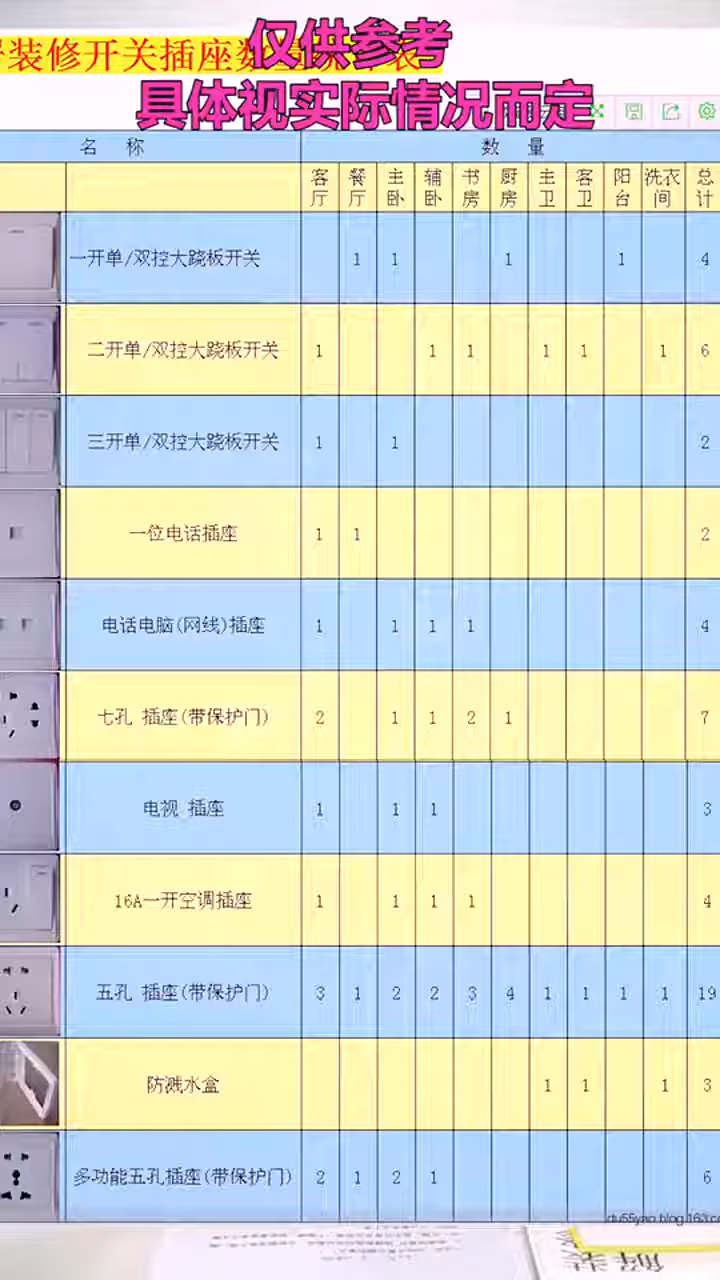 仅供参考
装修开关插座数
具体视实际情况而定
名 称 数 量
客厅 餐厅 主卧 辅卧 书房 厨房 主卫 客卫 阳台 洗衣间 总计
一开单/双控大跷板开关 1 1 1 1 4
二开单/双控大跷板开关 1 1 1 1 1 1 6
三开单/双控大跷板开关 1 1 2
一位电话插座 1 1 2
电话电脑(网线)插座 1 1 1 1 4
七孔 插座(带保护门) 2 1 1 2 1 7
电视 插座 1 1 1 3
16A一开空调插座 1 1 1 1 4
五孔 插座(带保护门) 3 1 2 2 3 4 1 1 1 1 19
防溅水盒 1 1 1 3
多功能五孔插座(带保护门) 2 1 2 1 6
du55yao.blog.163.co